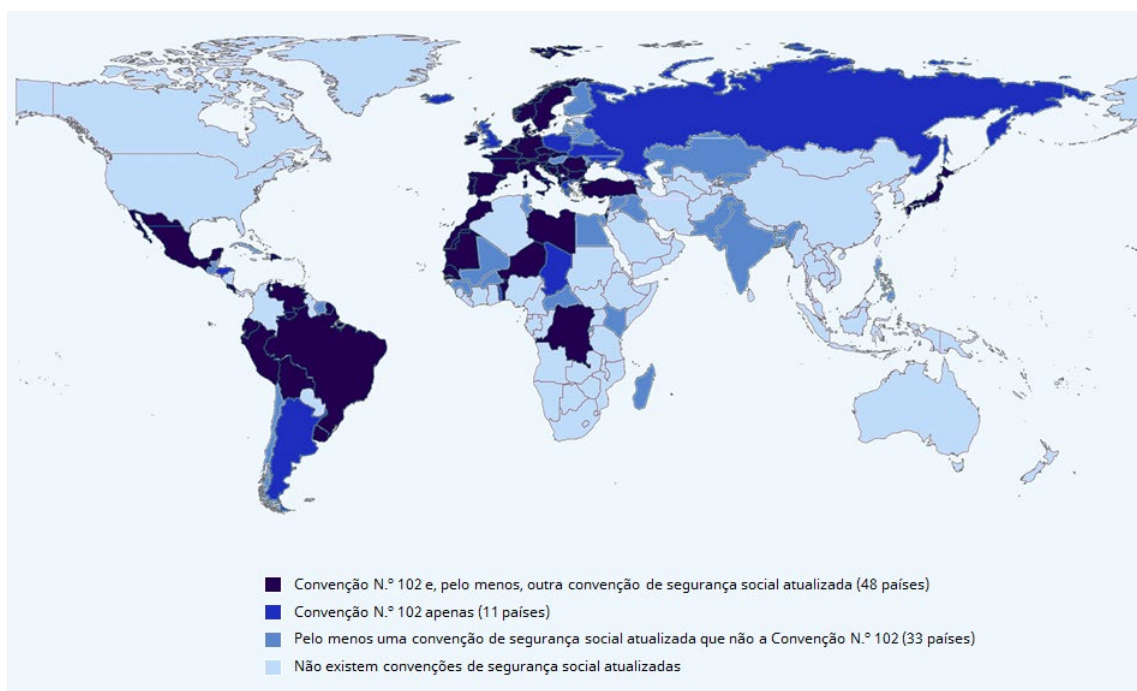 Convenção N.º 102 e, pelo menos, outra convenção de segurança social atualizada (48 países)
Convenção N.º 102 apenas (11 países)
Pelo menos uma convenção de segurança social atualizada que não a Convenção N.º 102 (33 países)
Não existem convenções de segurança social atualizadas